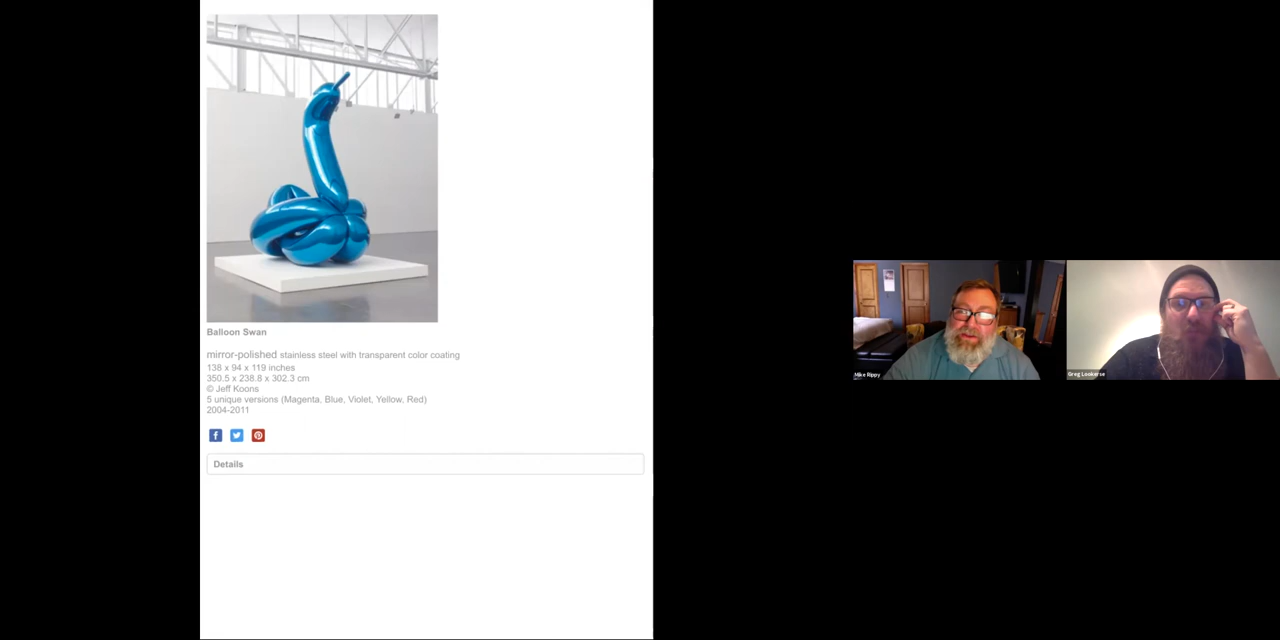 Balloon Swan
mirror-polished stainless steel with transparent color coating
138 x 94 x 119 inches
350.5 x 238.8 x 302.3 cm
© Jeff Koons
5 unique versions (Magenta, Blue, Violet, Yellow, Red)
2004-2011
Details
Mike Rippy
Greg Lookerse